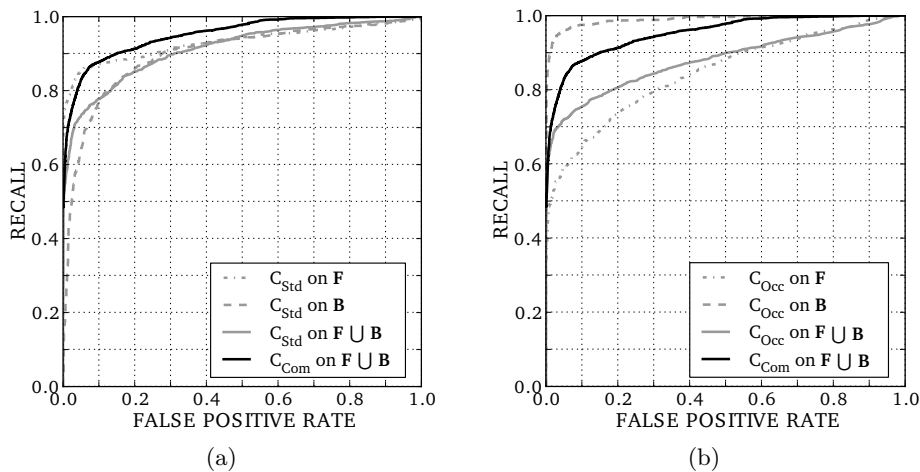 1.0
0.8
0.6
0.4
0.2
0.0
RECALL
0.0 0.2 0.4 0.6 0.8 1.0
FALSE POSITIVE RATE
C_Std on F
C_Std on B
C_Std on F ⋃ B
C_Com on F ⋃ B
(a)
1.0
0.8
0.6
0.4
0.2
0.0
RECALL
0.0 0.2 0.4 0.6 0.8 1.0
FALSE POSITIVE RATE
C_Occ on F
C_Occ on B
C_Occ on F ⋃ B
C_Com on F ⋃ B
(b)